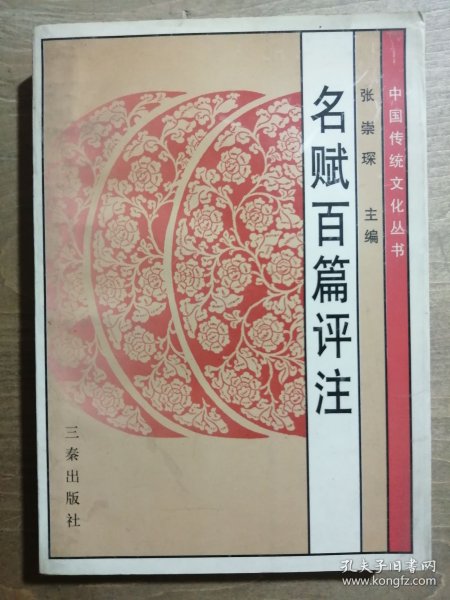 中国传统文化丛书
张崇琛 主编
名赋百篇评注
三秦出版社
孔夫子旧书网
www.kongfz.com